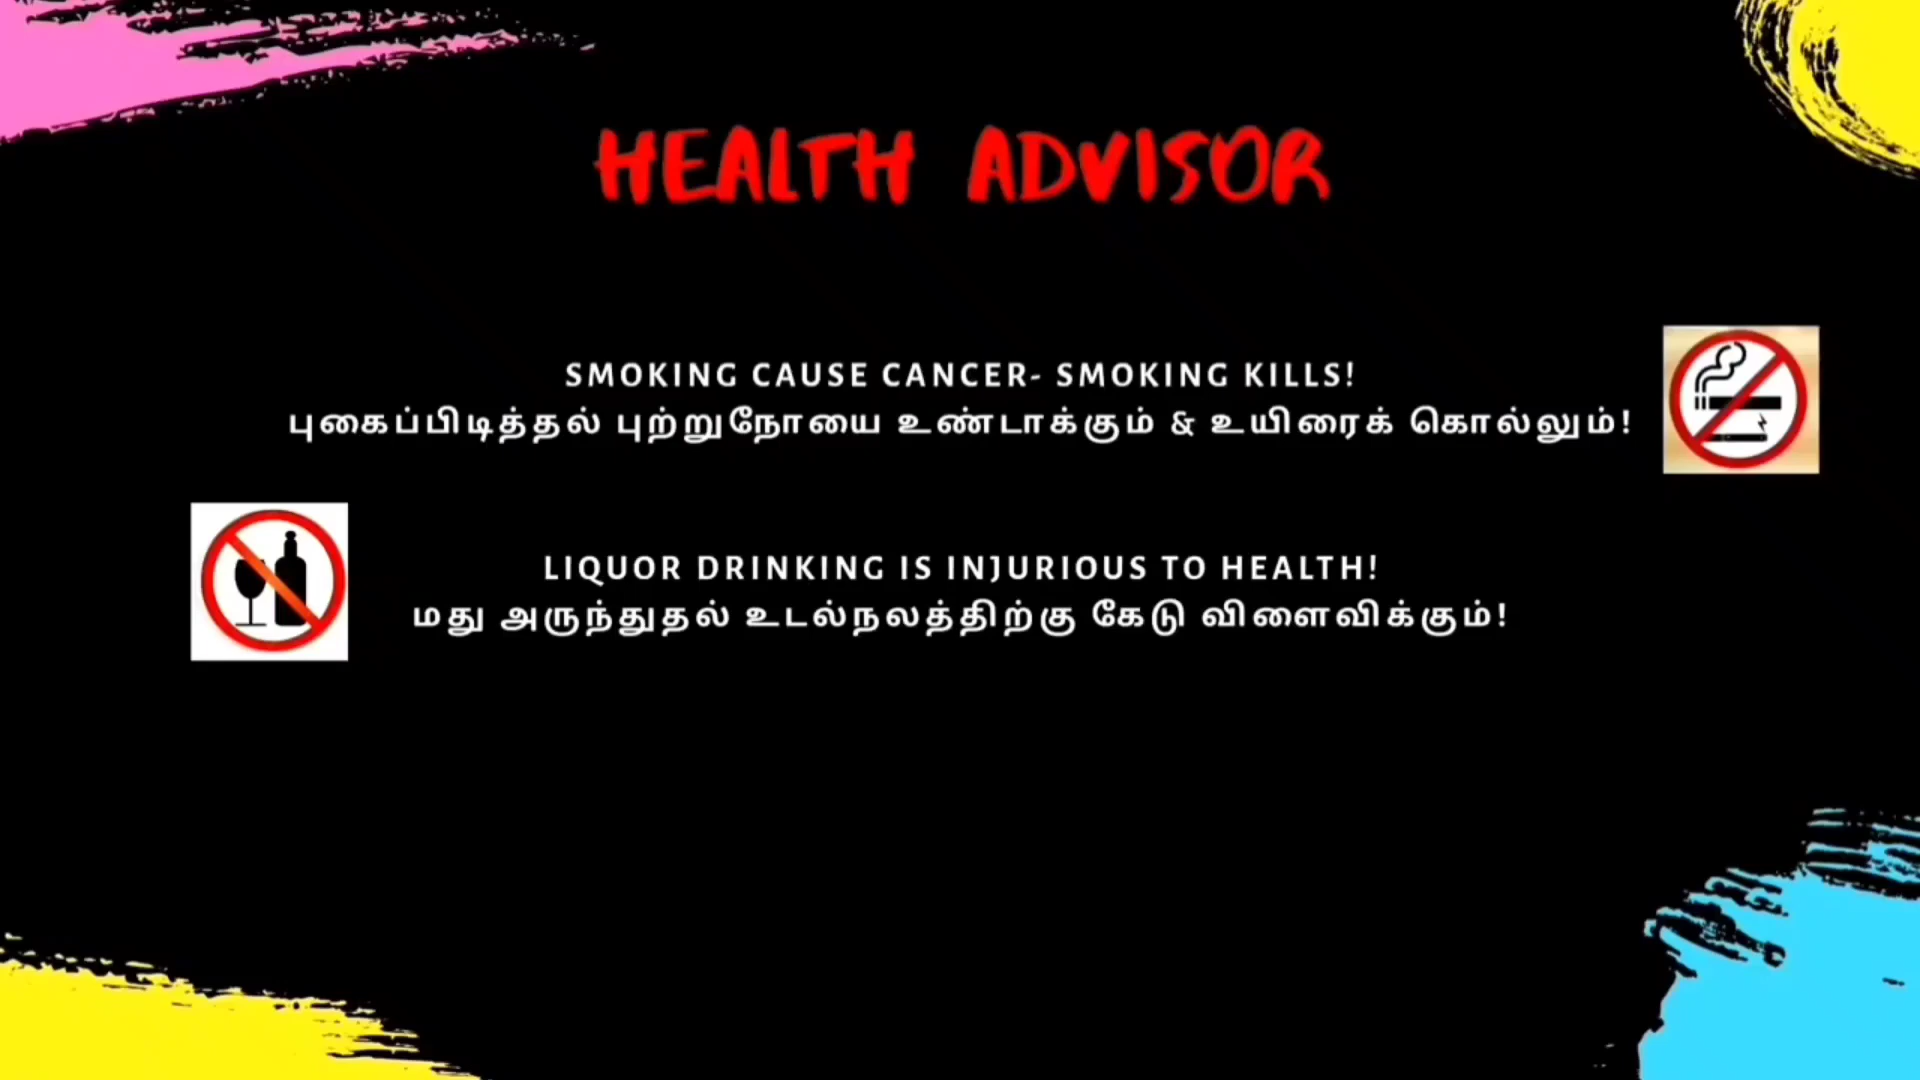 HEALTH ADVISOR
SMOKING CAUSE CANCER- SMOKING KILLS!
புகைப்பிடித்தல் புற்றுநோயை உண்டாக்கும் & உயிரைக் கொல்லும்!
LIQUOR DRINKING IS INJURIOUS TO HEALTH!
மது அருந்துதல் உடல்நலத்திற்கு கேடு விளைவிக்கும்!